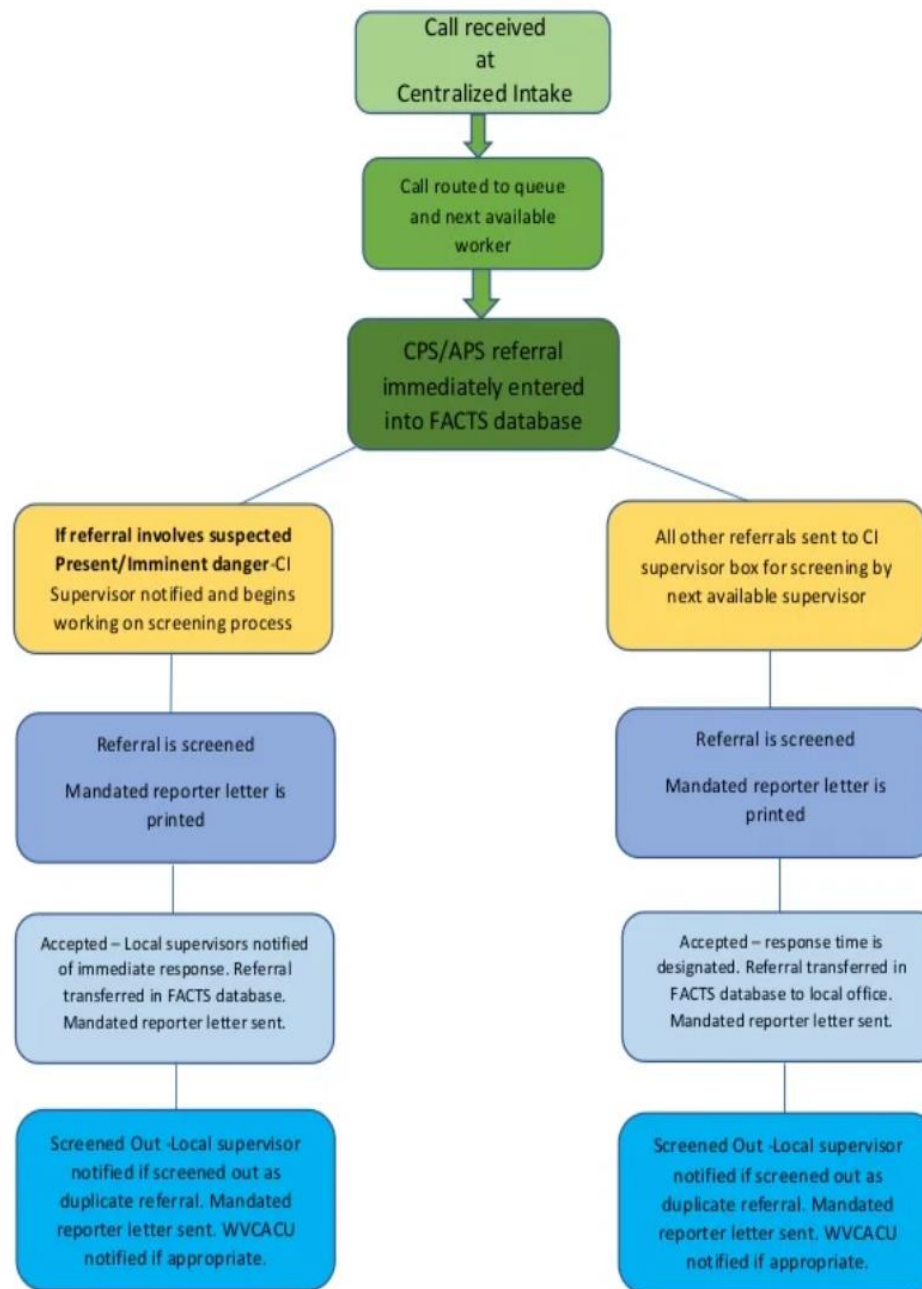 Call received
at
Centralized Intake
Call routed to queue
and next available
worker
CPS/APS referral
immediately entered
into FACTS database
If referral involves suspected
Present/Imminent danger-CI
Supervisor notified and begins
working on screening process
All other referrals sent to CI
supervisor box for screening by
next available supervisor
Referral is screened
Mandated reporter letter is
printed
Referral is screened
Mandated reporter letter is
printed
Accepted – Local supervisors notified
of immediate response. Referral
transferred in FACTS database.
Mandated reporter letter sent.
Accepted – response time is
designated. Referral transferred in
FACTS database to local office.
Mandated reporter letter sent.
Screened Out -Local supervisor
notified if screened out as
duplicate referral. Mandated
reporter letter sent. WVCACU
notified if appropriate.
Screened Out -Local supervisor
notified if screened out as
duplicate referral. Mandated
reporter letter sent. WVCACU
notified if appropriate.